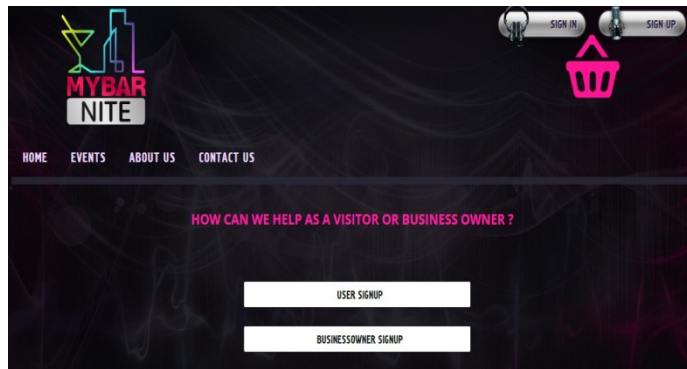 SIGN IN
SIGN UP
MYBAR
NITE
HOME EVENTS ABOUT US CONTACT US
HOW CAN WE HELP AS A VISITOR OR BUSINESS OWNER ?
USER SIGNUP
BUSINESSOWNER SIGNUP